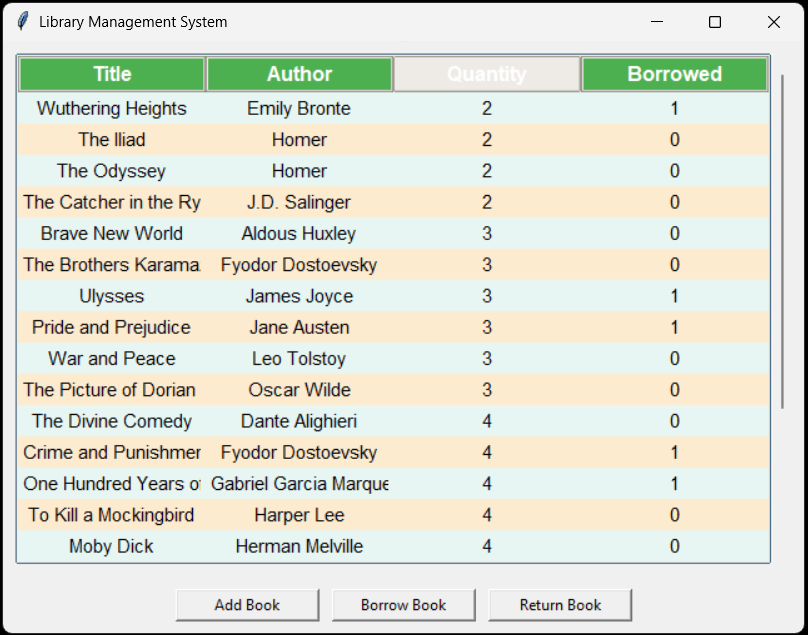 Library Management System
Title Author Quantity Borrowed
Wuthering Heights Emily Bronte 2 1
The Iliad Homer 2 0
The Odyssey Homer 2 0
The Catcher in the Ry J.D. Salinger 2 0
Brave New World Aldous Huxley 3 0
The Brothers Karama Fyodor Dostoevsky 3 0
Ulysses James Joyce 3 1
Pride and Prejudice Jane Austen 3 1
War and Peace Leo Tolstoy 3 0
The Picture of Dorian Oscar Wilde 3 0
The Divine Comedy Dante Alighieri 4 0
Crime and Punishmen Fyodor Dostoevsky 4 1
One Hundred Years of Gabriel Garcia Marque 4 1
To Kill a Mockingbird Harper Lee 4 0
Moby Dick Herman Melville 4 0
Add Book Borrow Book Return Book